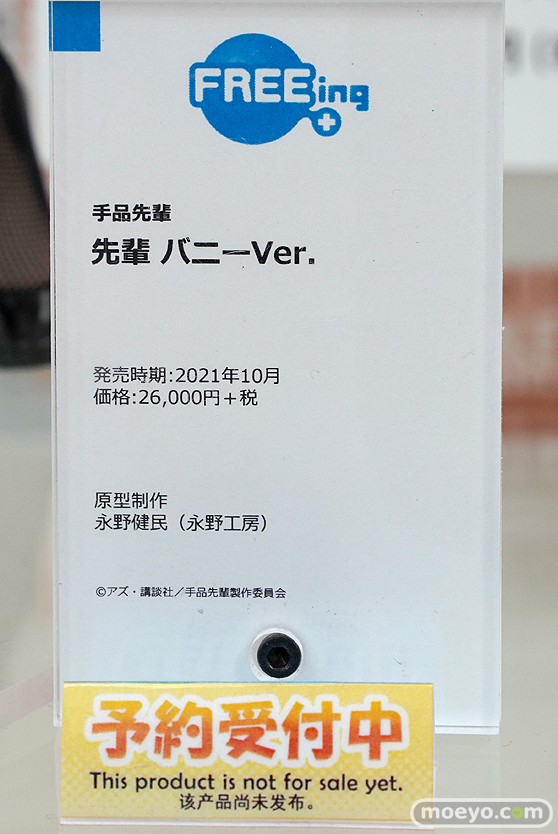 FREEing
手品先輩
先輩 バニーVer.
発売時期:2021年10月
価格:26,000円＋税
原型制作
永野健民（永野工房）
©アズ・講談社／手品先輩製作委員会
予約受付中
This product is not for sale yet.
该产品尚未发布。
moeyo.com